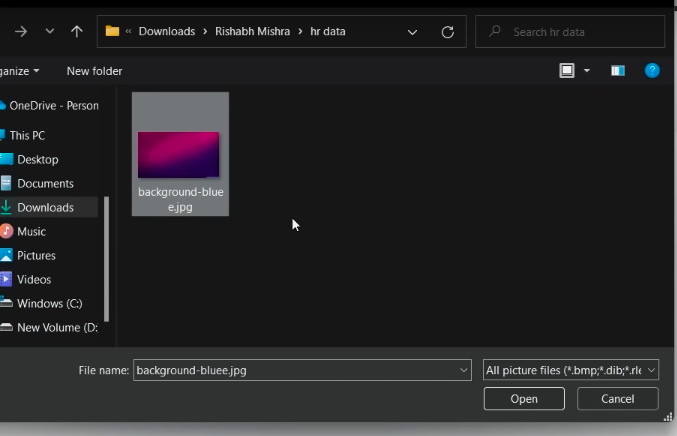 « Downloads > Rishabh Mishra > hr data
Search hr data
ganize
New folder
OneDrive - Person
This PC
Desktop
Documents
Downloads
Music
Pictures
Videos
Windows (C:)
New Volume (D:
background-blue
e.jpg
File name: background-bluee.jpg
All picture files (*.bmp;*.dib;*.rle
Open
Cancel